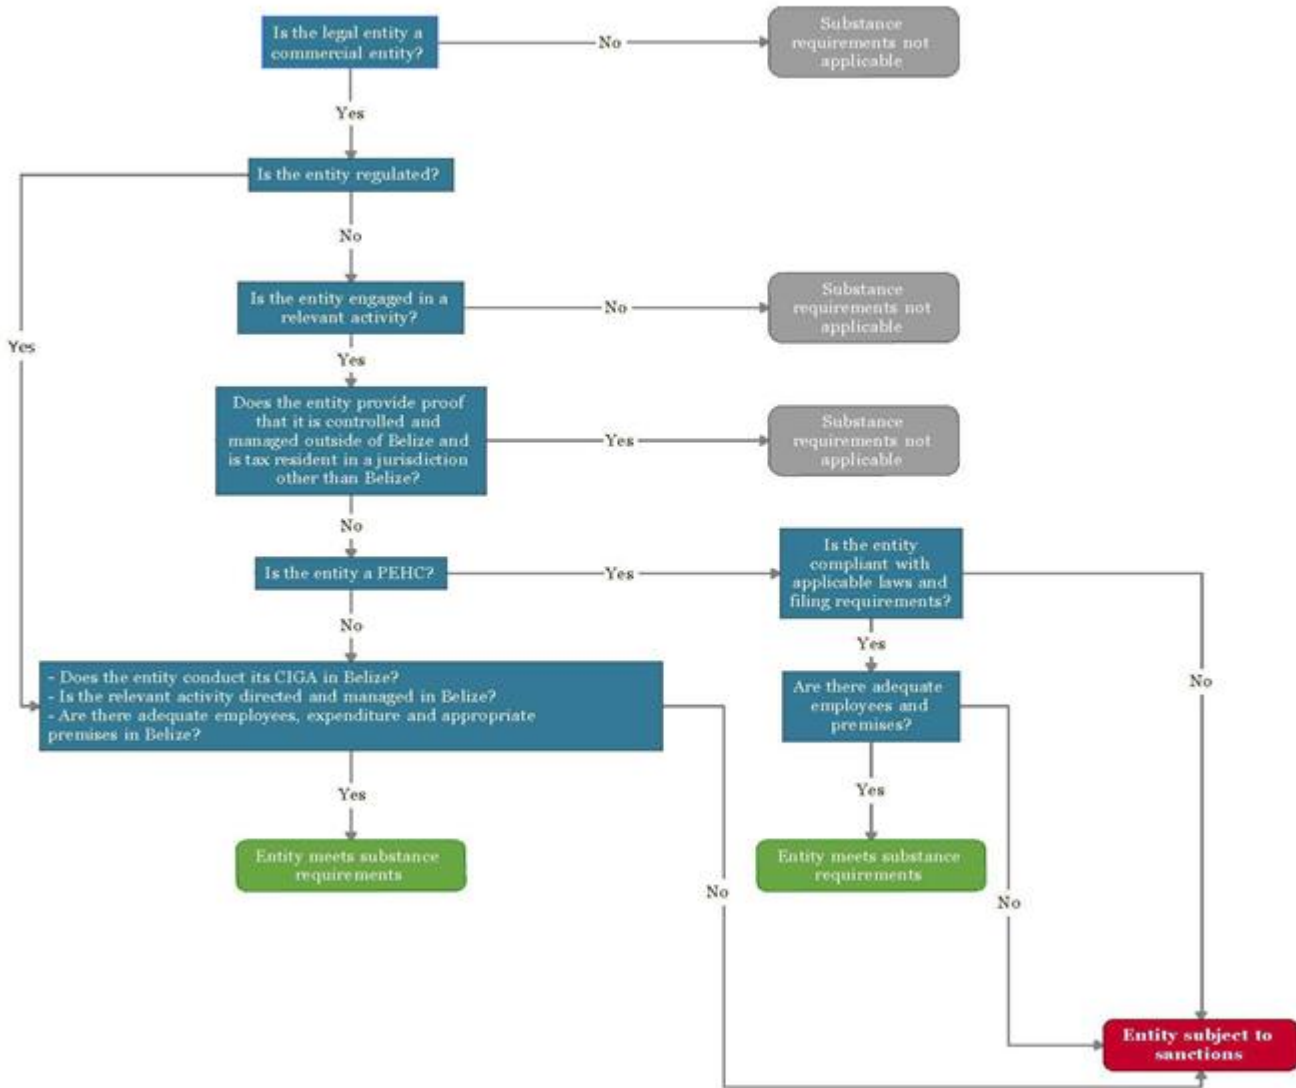 Is the legal entity a
commercial entity?
No
Substance
requirements not
applicable
Yes
Is the entity regulated?
No
Is the entity engaged in a
relevant activity?
No
Substance
requirements not
applicable
Yes
Yes
Does the entity provide proof
that it is controlled and
managed outside of Belize and
is tax resident in a jurisdiction
other than Belize?
Yes
Substance
requirements not
applicable
No
Is the entity a PEHC?
Yes
Is the entity
compliant with
applicable laws and
filing requirements?
No
Yes
No
- Does the entity conduct its CIGA in Belize?
- Is the relevant activity directed and managed in Belize?
- Are there adequate employees, expenditure and appropriate
premises in Belize?
Are there adequate
employees and
premises?
Yes
Yes
Entity meets substance
requirements
Entity meets substance
requirements
No
No
Entity subject to
sanctions